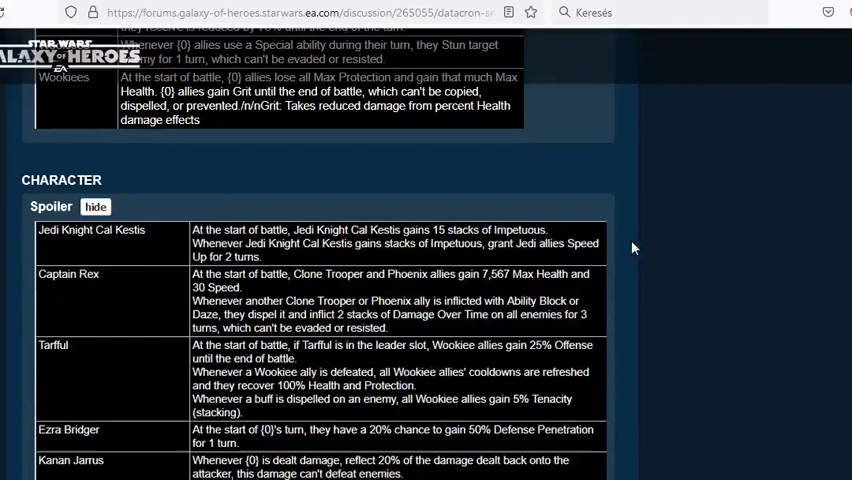 https://forums.galaxy-of-heroes.starwars.ea.com/discussion/265055/datacron-se
Keresés
STAR WARS
GALAXY OF HEROES
EA
they receive is reduced by 10% until the end of the turn.
Whenever {0} allies use a Special ability during their turn, they Stun target
enemy for 1 turn, which can't be evaded or resisted.
Wookiees
At the start of battle, {0} allies lose all Max Protection and gain that much Max
Health. {0} allies gain Grit until the end of battle, which can't be copied,
dispelled, or prevented./n/nGrit: Takes reduced damage from percent Health
damage effects
CHARACTER
Spoiler hide
Jedi Knight Cal Kestis
At the start of battle, Jedi Knight Cal Kestis gains 15 stacks of Impetuous.
Whenever Jedi Knight Cal Kestis gains stacks of Impetuous, grant Jedi allies Speed
Up for 2 turns.
Captain Rex
At the start of battle, Clone Trooper and Phoenix allies gain 7,567 Max Health and
30 Speed.
Whenever another Clone Trooper or Phoenix ally is inflicted with Ability Block or
Daze, they dispel it and inflict 2 stacks of Damage Over Time on all enemies for 3
turns, which can't be evaded or resisted.
Tarfful
At the start of battle, if Tarfful is in the leader slot, Wookiee allies gain 25% Offense
until the end of battle.
Whenever a Wookiee ally is defeated, all Wookiee allies' cooldowns are refreshed
and they recover 100% Health and Protection.
Whenever a buff is dispelled on an enemy, all Wookiee allies gain 5% Tenacity
(stacking).
Ezra Bridger
At the start of {0}'s turn, they have a 20% chance to gain 50% Defense Penetration
for 1 turn.
Kanan Jarrus
Whenever {0} is dealt damage, reflect 20% of the damage dealt back onto the
attacker, this damage can't defeat enemies.